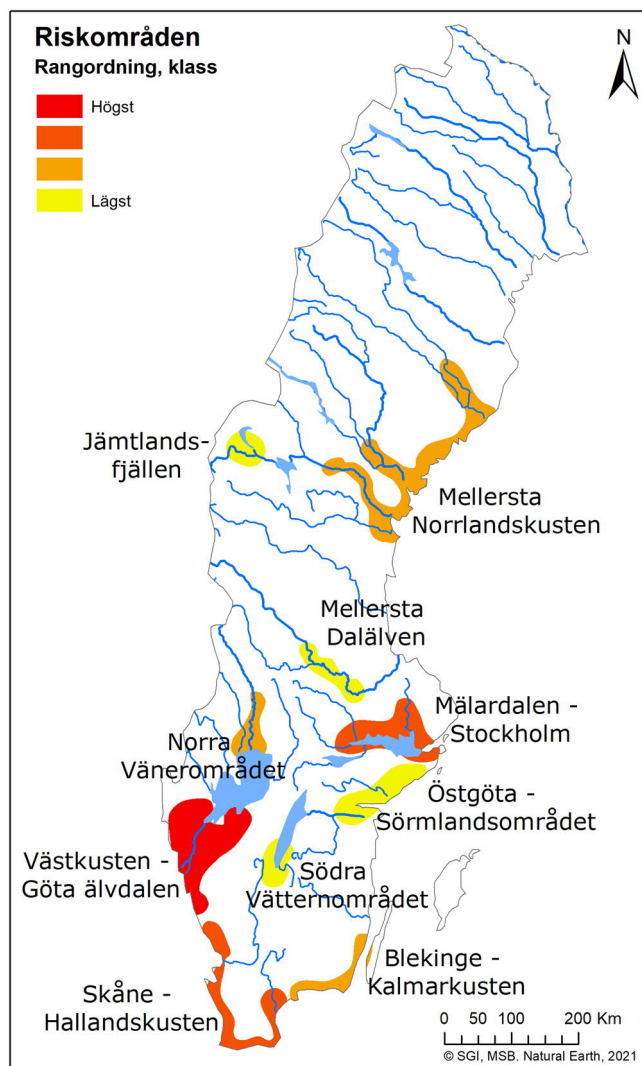 Riskområden
Rangordning, klass
Högst
Lägst
N
Jämtlands-
fjällen
Mellersta
Norrlandskusten
Mellersta
Dalälven
Mälardalen -
Stockholm
Norra
Vänerområdet
Östgöta -
Sörmlandsområdet
Västkusten -
Göta älvdalen
Södra
Vätternområdet
Blekinge -
Kalmarkusten
Skåne -
Hallandskusten
0 50 100 200 Km
© SGI, MSB. Natural Earth, 2021